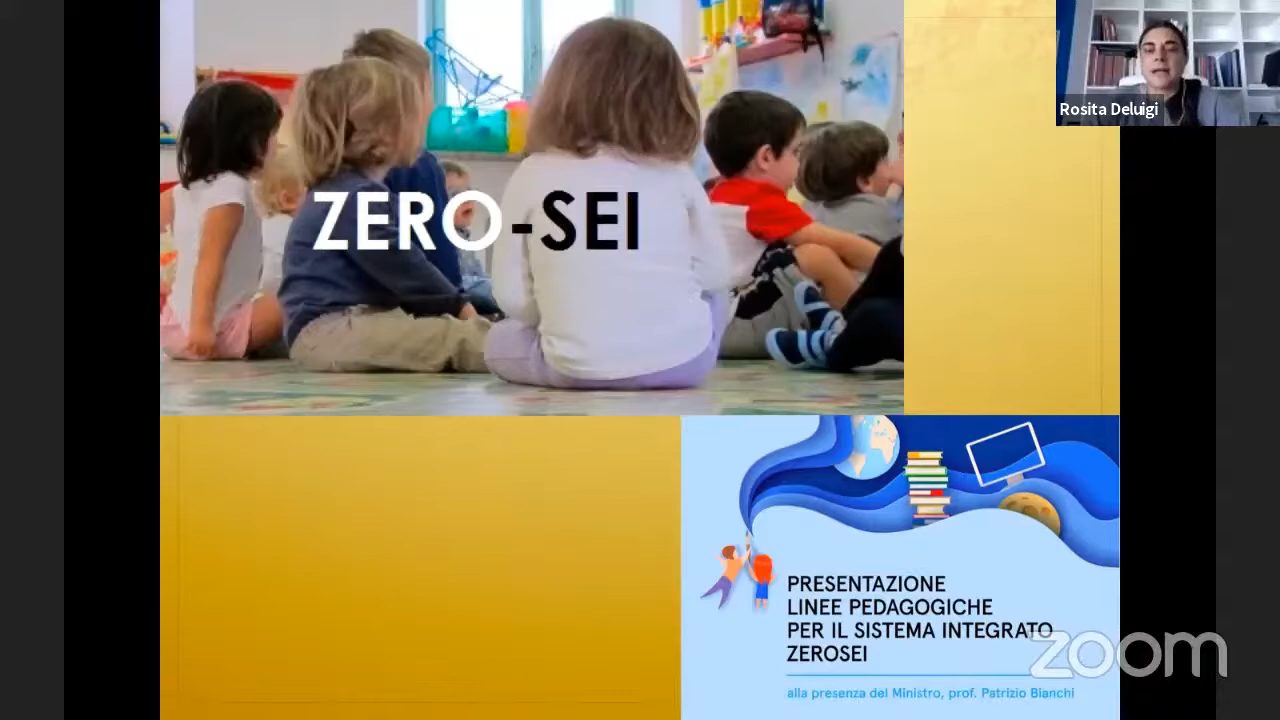 Rosita Deluigi
ZERO-SEI
PRESENTAZIONE
LINEE PEDAGOGICHE
PER IL SISTEMA INTEGRATO
ZEROSEI
alla presenza del Ministro, prof. Patrizio Bianchi
zoom